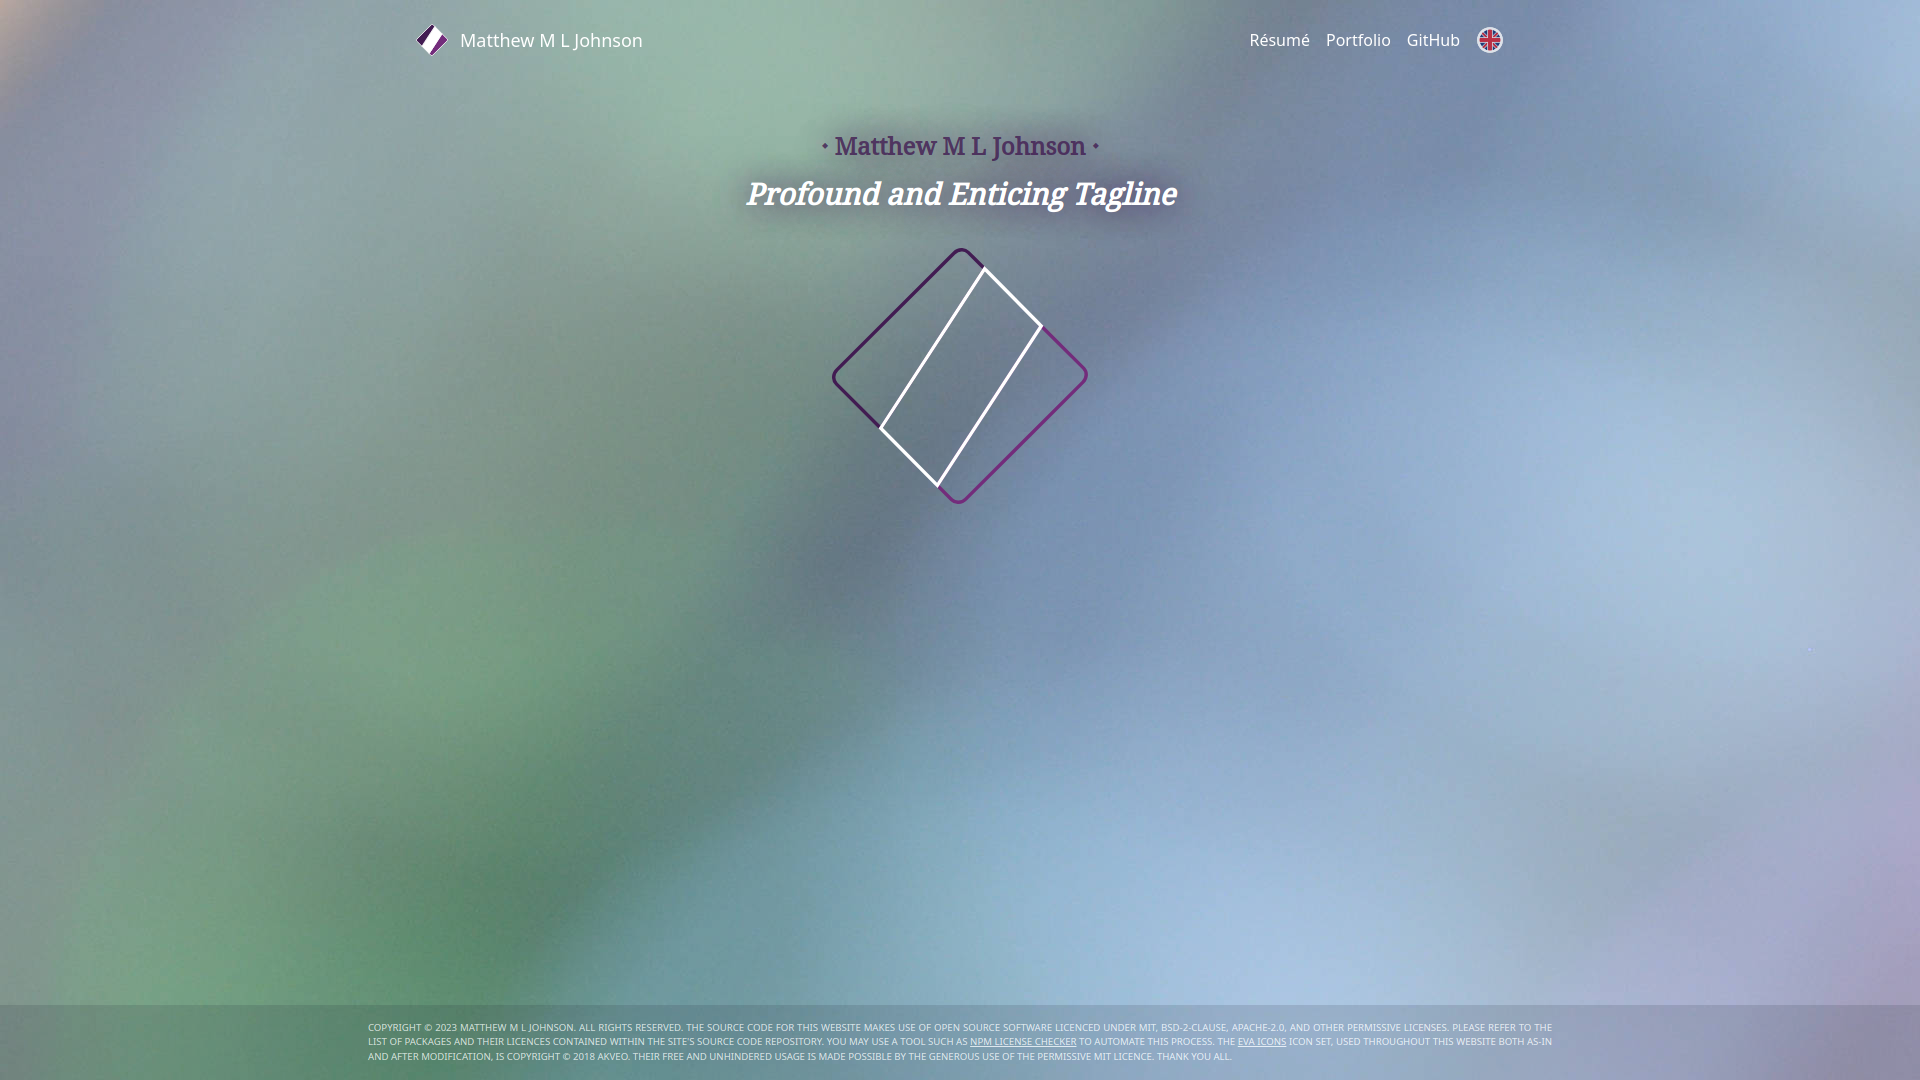 Matthew M L Johnson
Résumé Portfolio GitHub
· Matthew M L Johnson ·
Profound and Enticing Tagline
COPYRIGHT © 2023 MATTHEW M L JOHNSON. ALL RIGHTS RESERVED. THE SOURCE CODE FOR THIS WEBSITE MAKES USE OF OPEN SOURCE SOFTWARE LICENCED UNDER MIT, BSD-2-CLAUSE, APACHE-2.0, AND OTHER PERMISSIVE LICENSES. PLEASE REFER TO THE
LIST OF PACKAGES AND THEIR LICENCES CONTAINED WITHIN THE SITE'S SOURCE CODE REPOSITORY. YOU MAY USE A TOOL SUCH AS NPM LICENSE CHECKER TO AUTOMATE THIS PROCESS. THE EVA ICONS ICON SET, USED THROUGHOUT THIS WEBSITE BOTH AS-IN
AND AFTER MODIFICATION, IS COPYRIGHT © 2018 AKVEO. THEIR FREE AND UNHINDERED USAGE IS MADE POSSIBLE BY THE GENEROUS USE OF THE PERMISSIVE MIT LICENCE. THANK YOU ALL.